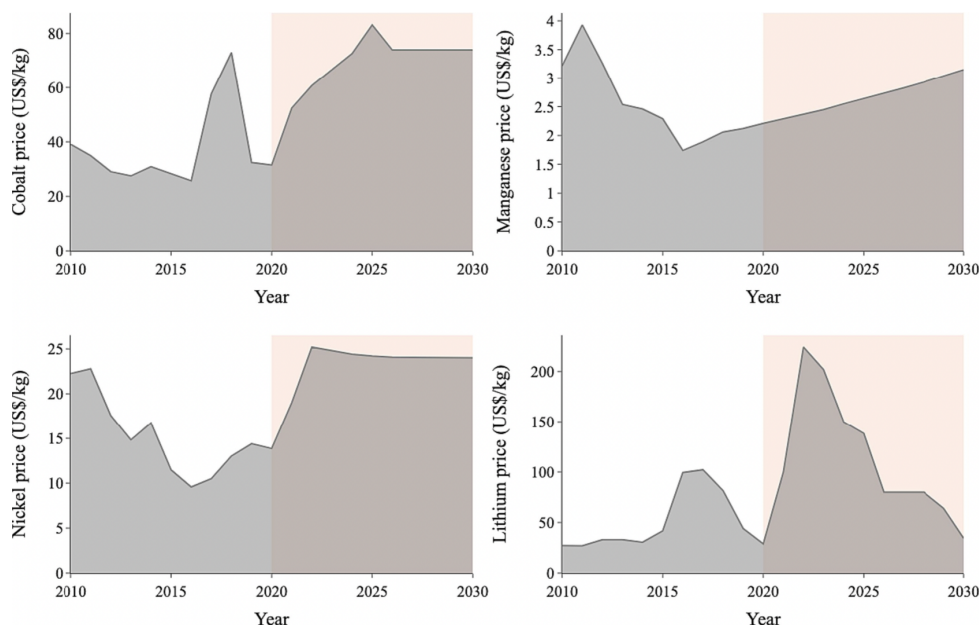 Cobalt price (US$/kg)
80
60
40
20
0
2010 2015 2020 2025 2030
Year
Manganese price (US$/kg)
4
3.5
3
2.5
2
1.5
1
0.5
0
2010 2015 2020 2025 2030
Year
Nickel price (US$/kg)
25
20
15
10
5
0
2010 2015 2020 2025 2030
Year
Lithium price (US$/kg)
200
150
100
50
0
2010 2015 2020 2025 2030
Year